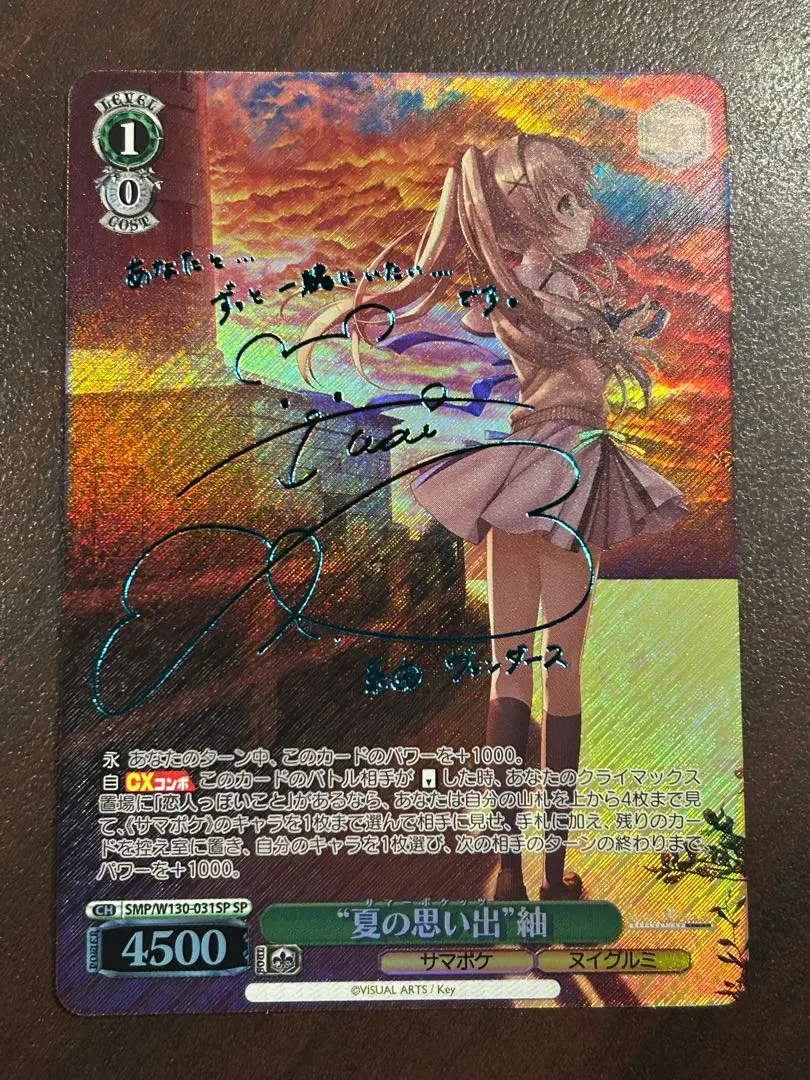 LEVEL
1
0
COST
あなたと…
ずっと一緒にいたい…
です。
Tuai
紬 ヴェンダース
永 あなたのターン中、このカードのパワーを+1000。
自 CXコンボ このカードのバトル相手が した時、あなたのクライマックス
置場に「恋人っぽいこと」があるなら、あなたは自分の山札を上から4枚まで見
て、《サマポケ》のキャラを1枚まで選んで相手に見せ、手札に加え、残りのカー
ドを控え室に置き、自分のキャラを1枚選び、次の相手のターンの終わりまで、
パワーを+1000。
CH SMP/W130-031SP SP
サマーポケッツ
“夏の思い出”紬
POWER 4500
SOUL
サマポケ ヌイグルミ
©VISUAL ARTS / Key